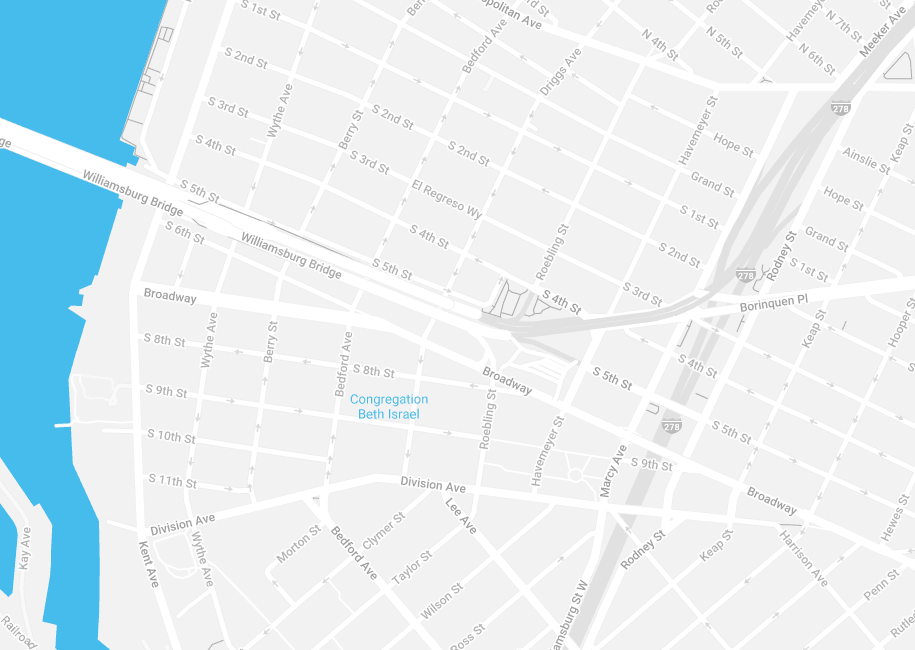 S 1st St
Wythe Ave
Bedford Ave
Driggs Ave
N 4th St
N 5th St
N 7th St
N 6th St
Meeker Ave
S 2nd St
S 3rd St
S 4th St
Berry St
S 2nd St
S 2nd St
S 3rd St
El Regreso Wy
S 4th St
Havemeyer St
Hope St
Grand St
S 1st St
S 2nd St
S 3rd St
278
Keap St
Ainslie St
Hope St
Grand St
S 1st St
Williamsburg Bridge
S 5th St
S 6th St
Williamsburg Bridge
S 5th St
Roebling St
S 4th St
278
Rodney St
Borinquen Pl
Broadway
Wythe Ave
Berry St
Bedford Ave
S 8th St
S 8th St
Keap St
S 9th St
Congregation
Beth Israel
Broadway
S 5th St
S 4th St
S 10th St
Roebling St
Havemeyer St
278
S 5th St
S 11th St
Division Ave
Marcy Ave
S 9th St
Broadway
Division Ave
Lee Ave
Hewes St
Kay Ave
Kent Ave
Wythe Ave
Morton St
Bedford Ave
Clymer St
Taylor St
Wilson St
Ross St
Rodney St
Keap St
Harrison Ave
Penn St